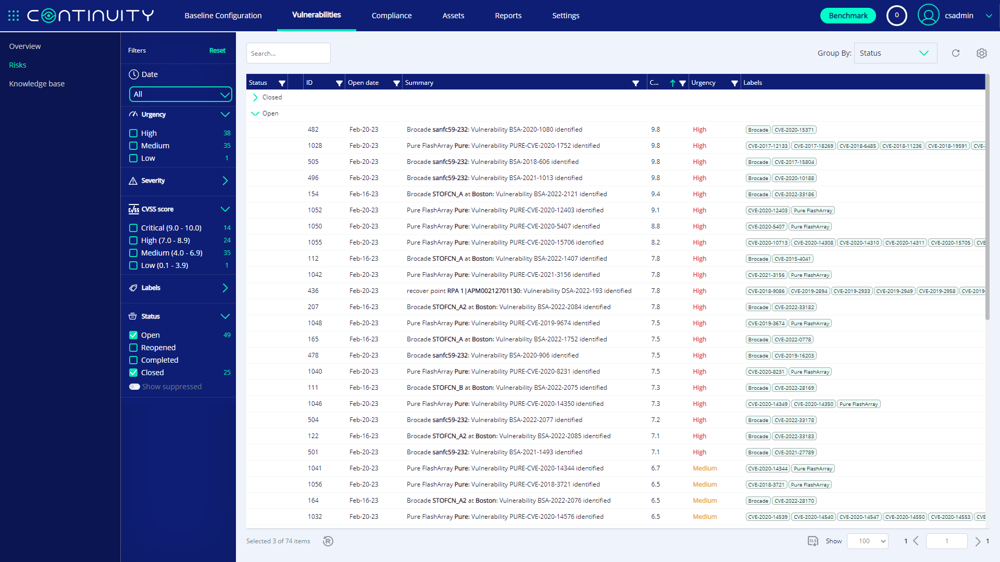 CONTINUITY
Baseline Configuration
Vulnerabilities
Compliance
Assets
Reports
Settings
Benchmark
0
csadmin
Overview
Risks
Knowledge base
Filters Reset
Date
All
Urgency
High 38
Medium 35
Low 1
Severity
CVSS score
Critical (9.0 - 10.0) 14
High (7.0 - 8.9) 24
Medium (4.0 - 6.9) 35
Low (0.1 - 3.9) 1
Labels
Status
Open 49
Reopened
Completed
Closed 25
Show suppressed
Search...
Group By: Status
Status ID Open date Summary C... Urgency Labels
Closed
Open
482 Feb-20-23 Brocade sanfc59-232: Vulnerability BSA-2020-1080 identified 9.8 High Brocade CVE-2020-15371
1028 Feb-20-23 Pure FlashArray Pure: Vulnerability PURE-CVE-2020-1752 identified 9.8 High CVE-2017-12133 CVE-2017-18269 CVE-2018-6485 CVE-2018-11236 CVE-2018-19591 CVE-
505 Feb-20-23 Brocade sanfc59-232: Vulnerability BSA-2018-606 identified 9.8 High Brocade CVE-2017-15804
496 Feb-20-23 Brocade sanfc59-232: Vulnerability BSA-2021-1013 identified 9.8 High Brocade CVE-2020-10188
154 Feb-16-23 Brocade STOFCN_A at Boston: Vulnerability BSA-2022-2121 identified 9.4 High Brocade CVE-2022-33186
1052 Feb-20-23 Pure FlashArray Pure: Vulnerability PURE-CVE-2020-12403 identified 9.1 High CVE-2020-12403 Pure FlashArray
1050 Feb-20-23 Pure FlashArray Pure: Vulnerability PURE-CVE-2020-5407 identified 8.8 High CVE-2020-5407 Pure FlashArray
1055 Feb-20-23 Pure FlashArray Pure: Vulnerability PURE-CVE-2020-15706 identified 8.2 High CVE-2020-10713 CVE-2020-14308 CVE-2020-14310 CVE-2020-14311 CVE-2020-15705 CVE
112 Feb-16-23 Brocade STOFCN_A at Boston: Vulnerability BSA-2022-1407 identified 7.8 High Brocade CVE-2015-4041
1042 Feb-20-23 Pure FlashArray Pure: Vulnerability PURE-CVE-2021-3156 identified 7.8 High CVE-2021-3156 Pure FlashArray
436 Feb-20-23 recover point RPA 1|APM00212701130: Vulnerability DSA-2022-193 identified 7.8 High CVE-2018-9086 CVE-2019-2894 CVE-2019-2933 CVE-2019-2949 CVE-2019-2958 CVE-2019-
207 Feb-16-23 Brocade STOFCN_A2 at Boston: Vulnerability BSA-2022-2084 identified 7.8 High Brocade CVE-2022-33182
1048 Feb-20-23 Pure FlashArray Pure: Vulnerability PURE-CVE-2019-9674 identified 7.5 High CVE-2019-3674 Pure FlashArray
165 Feb-16-23 Brocade STOFCN_A at Boston: Vulnerability BSA-2022-1752 identified 7.5 High Brocade CVE-2022-0778
478 Feb-20-23 Brocade sanfc59-232: Vulnerability BSA-2020-906 identified 7.5 High Brocade CVE-2019-16203
1040 Feb-20-23 Pure FlashArray Pure: Vulnerability PURE-CVE-2020-8231 identified 7.5 High CVE-2020-8231 Pure FlashArray
111 Feb-16-23 Brocade STOFCN_B at Boston: Vulnerability BSA-2022-2075 identified 7.3 High Brocade CVE-2022-28169
1046 Feb-20-23 Pure FlashArray Pure: Vulnerability PURE-CVE-2020-14350 identified 7.3 High CVE-2020-14349 CVE-2020-14350 Pure FlashArray
504 Feb-20-23 Brocade sanfc59-232: Vulnerability BSA-2022-2077 identified 7.2 High Brocade CVE-2022-33178
122 Feb-16-23 Brocade STOFCN_A2 at Boston: Vulnerability BSA-2022-2085 identified 7.1 High Brocade CVE-2022-33183
501 Feb-20-23 Brocade sanfc59-232: Vulnerability BSA-2021-1493 identified 7.1 High Brocade CVE-2021-27789
1041 Feb-20-23 Pure FlashArray Pure: Vulnerability PURE-CVE-2020-14344 identified 6.7 Medium CVE-2020-14344 Pure FlashArray
1056 Feb-20-23 Pure FlashArray Pure: Vulnerability PURE-CVE-2018-3721 identified 6.5 Medium CVE-2018-3721 Pure FlashArray
164 Feb-16-23 Brocade STOFCN_A2 at Boston: Vulnerability BSA-2022-2076 identified 6.5 Medium Brocade CVE-2022-28170
1032 Feb-20-23 Pure FlashArray Pure: Vulnerability PURE-CVE-2020-14576 identified 6.5 Medium CVE-2020-14539 CVE-2020-14540 CVE-2020-14547 CVE-2020-14550 CVE-2020-14553 CVE
Selected 3 of 74 items R XLS Show 100 1 1 1